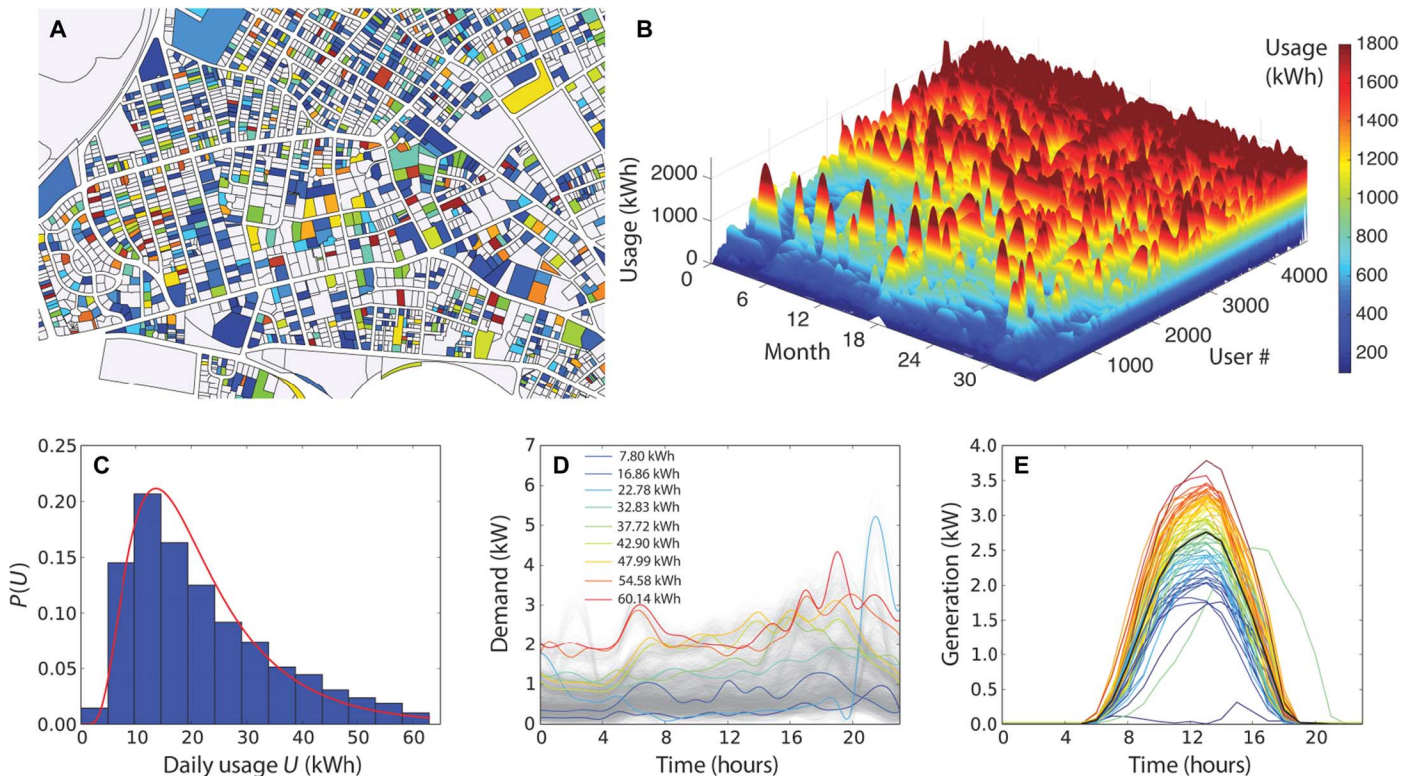 A
B
Usage
(kWh)
1800
1600
1400
1200
1000
800
600
400
200
Usage (kWh)
2000
1000
0
0
6
12
18
24
30
Month
1000
2000
3000
4000
User #
C
P(U)
0.25
0.20
0.15
0.10
0.05
0.00
0 10 20 30 40 50 60
Daily usage U (kWh)
D
Demand (kW)
7
6
5
4
3
2
1
0
7.80 kWh
16.86 kWh
22.78 kWh
32.83 kWh
37.72 kWh
42.90 kWh
47.99 kWh
54.58 kWh
60.14 kWh
0 4 8 12 16 20
Time (hours)
E
Generation (kW)
4.0
3.5
3.0
2.5
2.0
1.5
1.0
0.5
0.0
0 4 8 12 16 20
Time (hours)